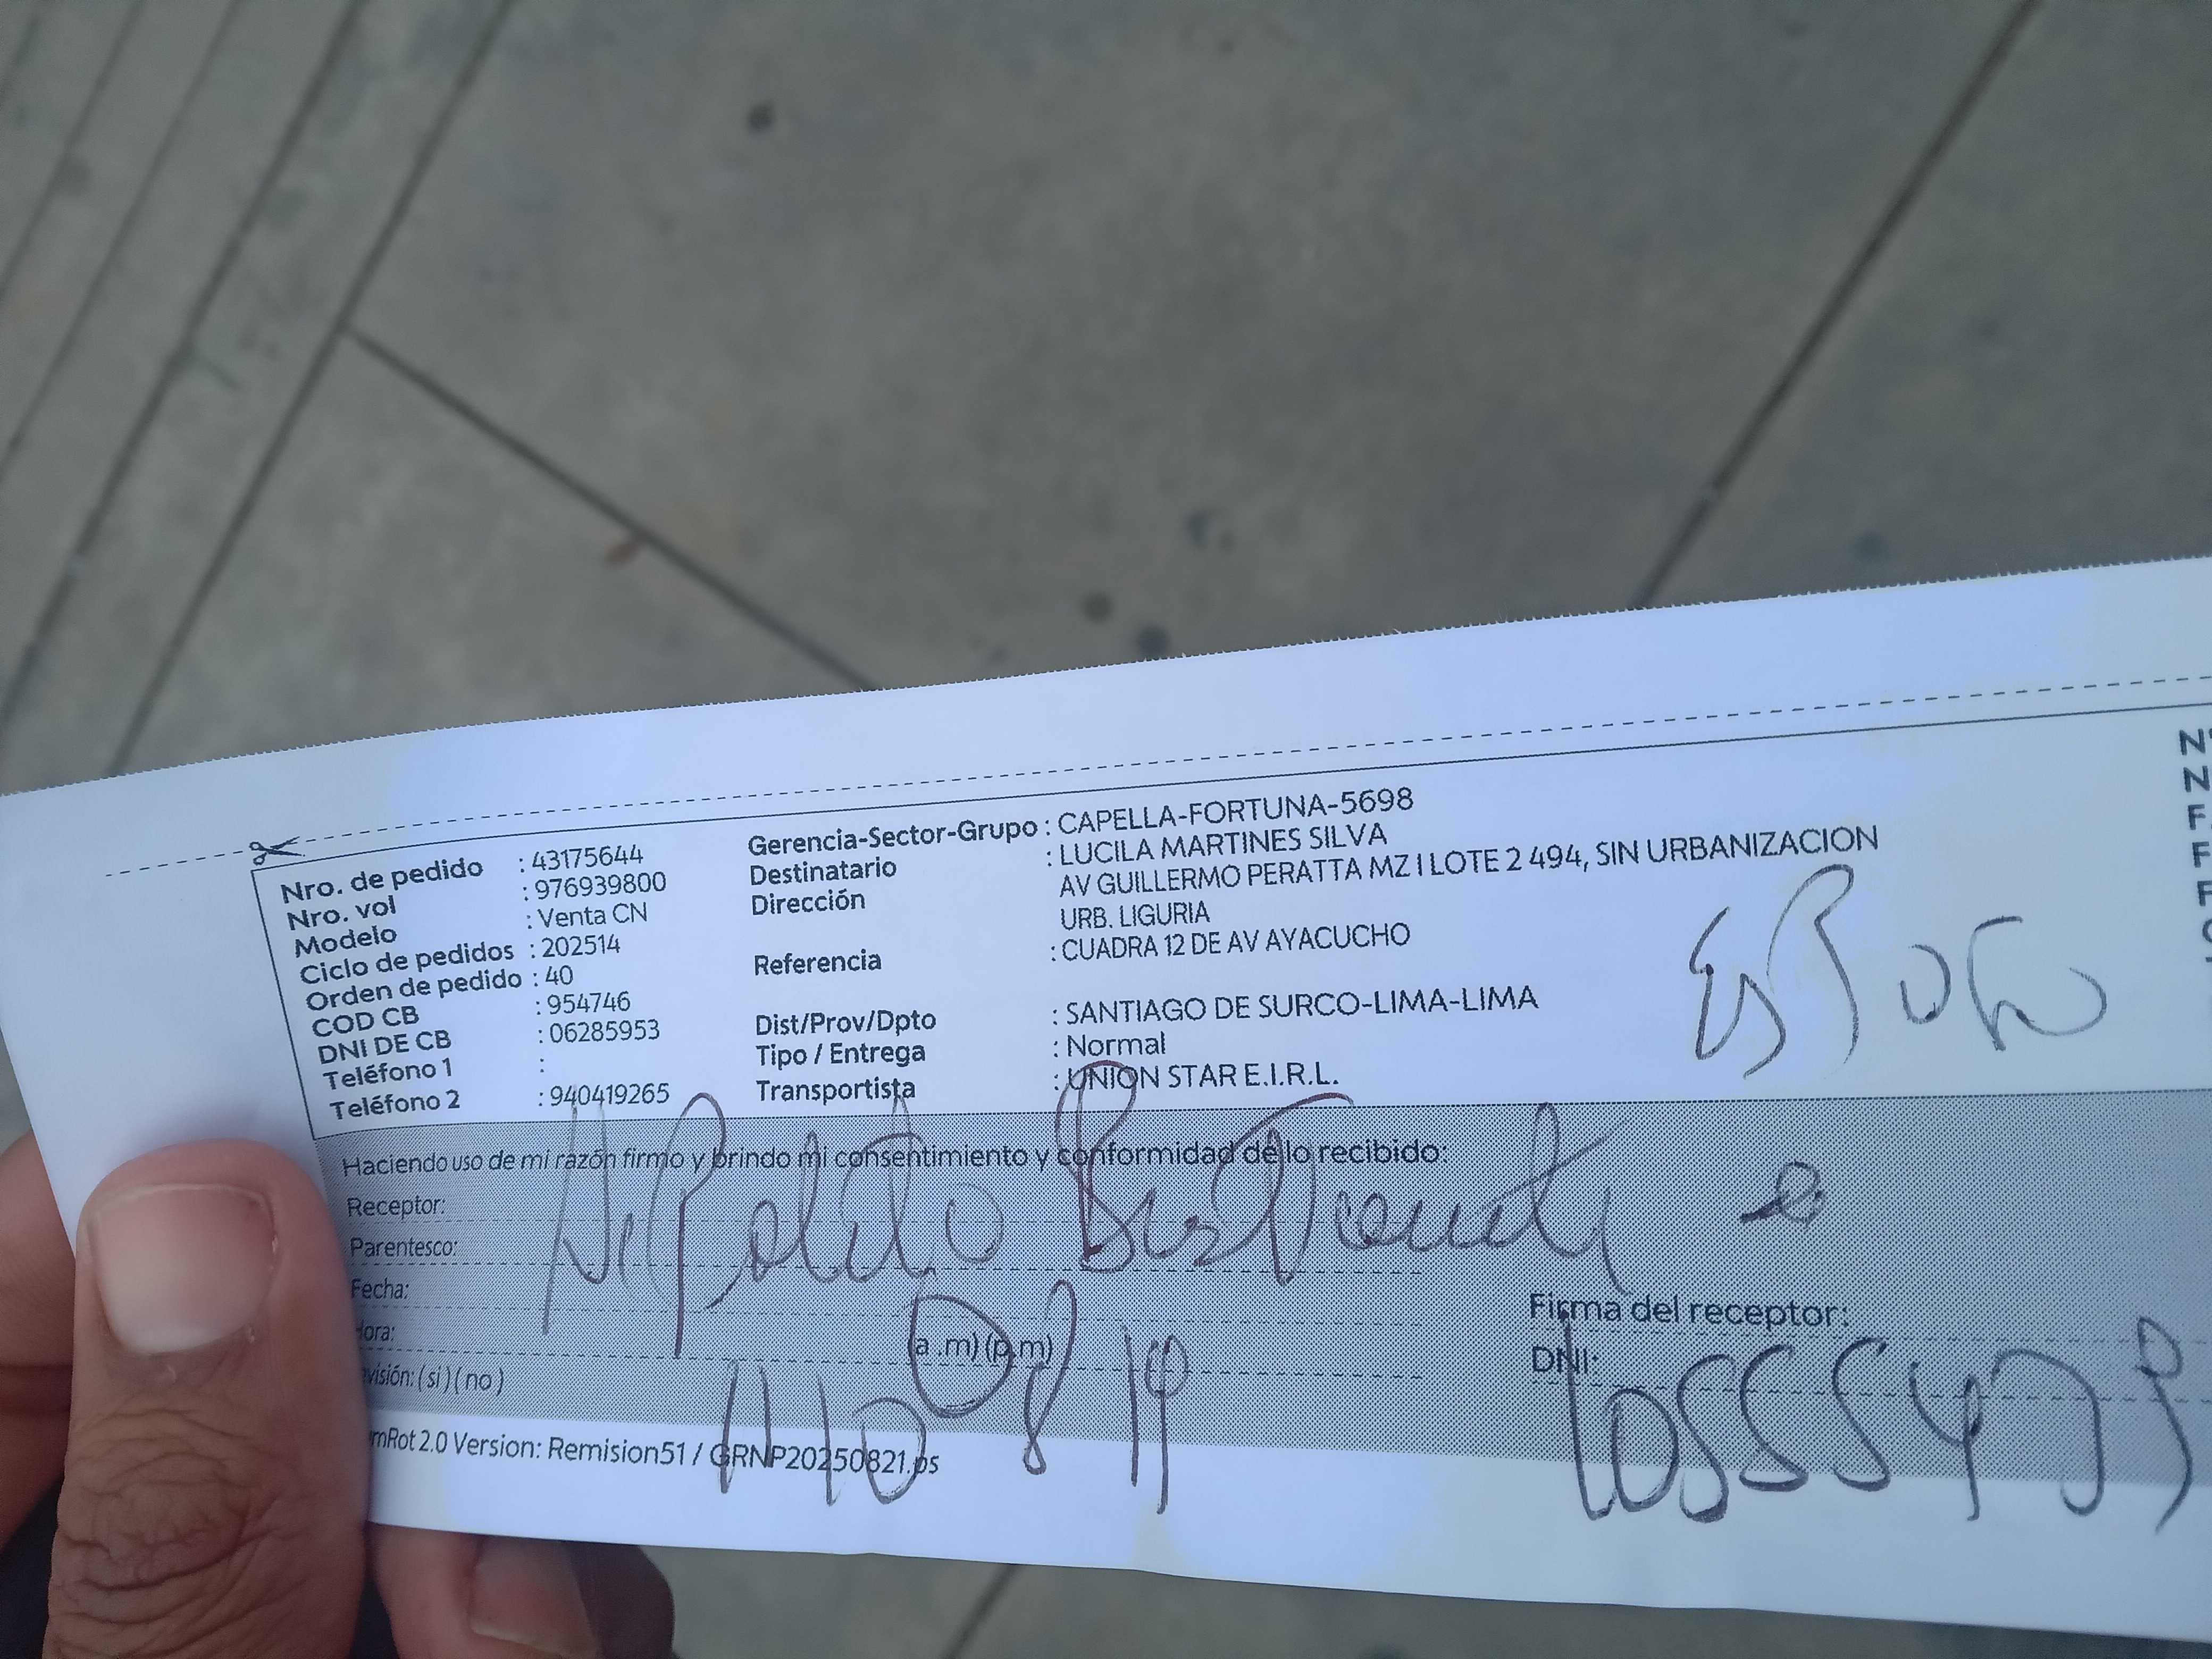 Nro. de pedido : 43175644
Nro. vol : 976939800
Modelo : Venta CN
Ciclo de pedidos : 202514
Orden de pedido : 40
COD CB : 954746
DNI DE CB : 06285953
Teléfono 1 :
Teléfono 2 : 940419265
Gerencia-Sector-Grupo : CAPELLA-FORTUNA-5698
Destinatario : LUCILA MARTINES SILVA
Dirección AV GUILLERMO PERATTA MZ I LOTE 2 494, SIN URBANIZACION
URB. LIGURIA
Referencia : CUADRA 12 DE AV AYACUCHO
Dist/Prov/Dpto : SANTIAGO DE SURCO-LIMA-LIMA
Tipo / Entrega : Normal
Transportista : UNION STAR E.I.R.L.
Haciendo uso de mi razón firmo y brindo mi consentimiento y conformidad de lo recibido:
Receptor:
Parentesco:
Fecha:
Hora: (a .m) (p.m)
(si) (no)
Firma del receptor:
DNI:
2.0 Version: Remision51 / GRNP20250821.ps